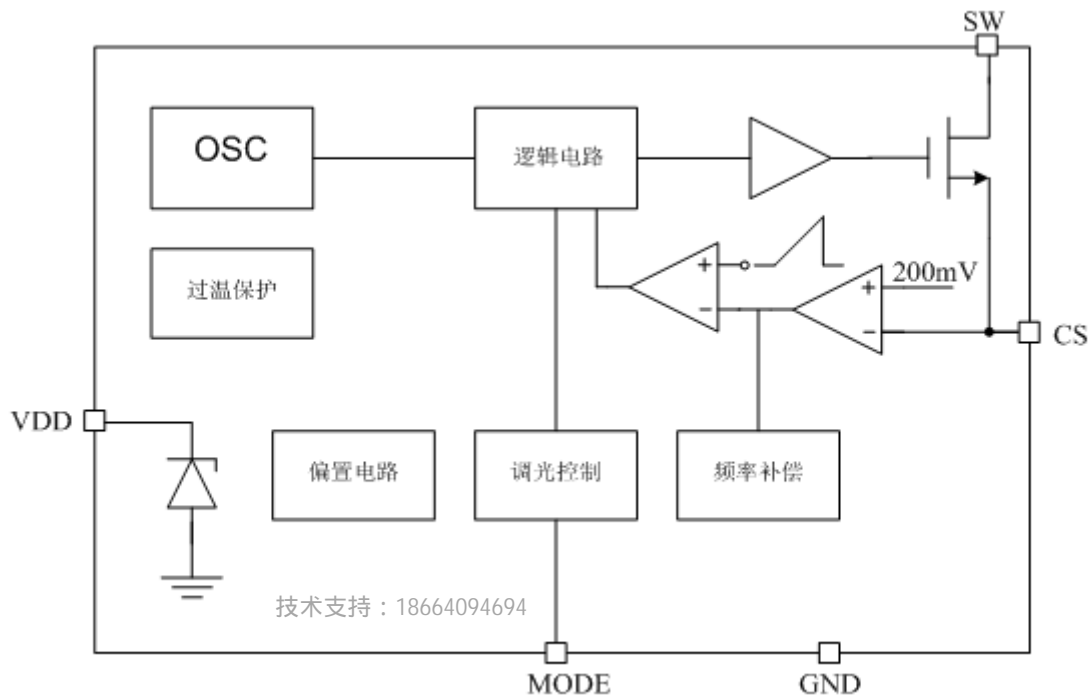 SW
OSC
逻辑电路
过温保护
+
−
200mV
+
−
CS
VDD
偏置电路
调光控制
频率补偿
技术支持：18664094694
MODE
GND